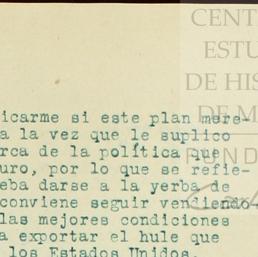 CENT
ESTU
DE HIS
DE M
FUND
icarme si este plan mere-
a la vez que le suplico
rca de la política que
uro, por lo que se refie-
eba darse a la yerba de
conviene seguir vendiendo
las mejores condiciones
a exportar el hule que
los Estados Unidos.